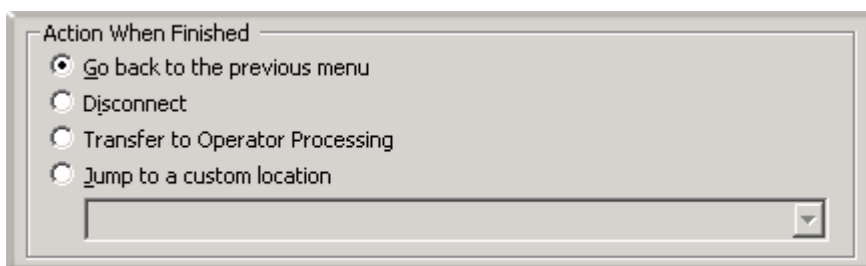 Action When Finished
Go back to the previous menu
Disconnect
Transfer to Operator Processing
Jump to a custom location